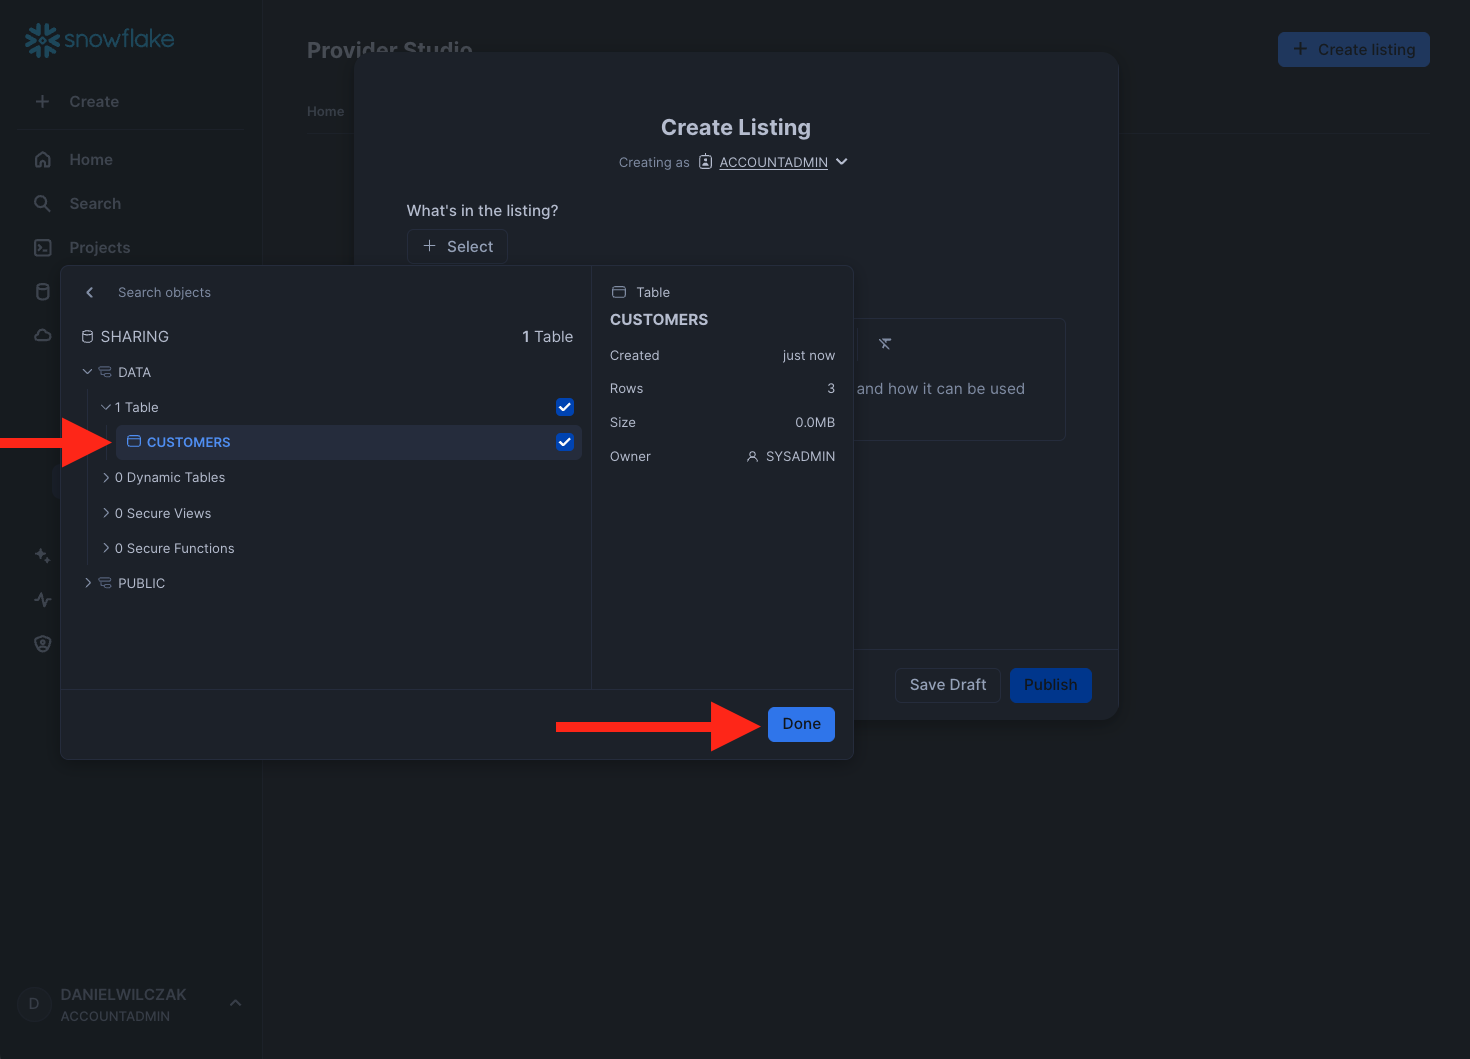 snowflake
Provider Studio
+ Create listing
Create
Home
Home
Search
Projects
Create Listing
Creating as ACCOUNTADMIN
What's in the listing?
+ Select
Search objects
SHARING 1 Table
DATA
1 Table
CUSTOMERS
0 Dynamic Tables
0 Secure Views
0 Secure Functions
PUBLIC
Table
CUSTOMERS
Created just now
Rows 3
Size 0.0MB
Owner SYSADMIN
and how it can be used
Done
Save Draft
Publish
D
DANIELWILCZAK
ACCOUNTADMIN